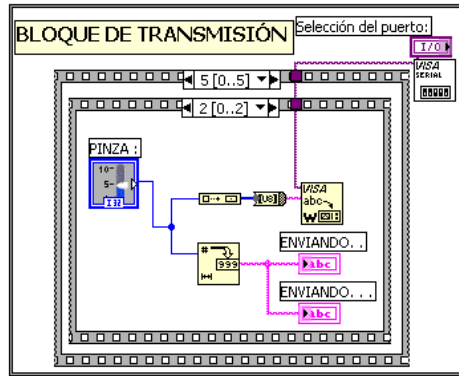 BLOQUE DE TRANSMISIÓN
Selección del puerto:
I/O
VISA
SERIAL
5 [0..5]
2 [0..2]
PINZA :
10-
5-
I32
[U8]
VISA
abc
W
#
999
ENVIANDO. .
abc
ENVIANDO. . .
abc